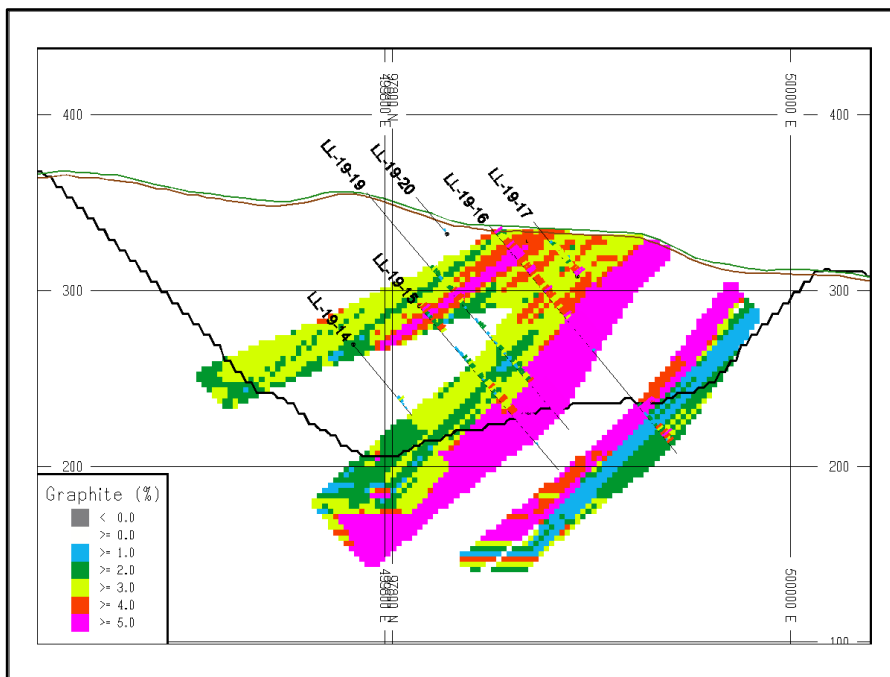 400
500000 E
400
LL-19-19
LL-19-20
LL-19-16
LL-19-17
300
LL-19-15
300
LL-19-14
200
200
Graphite (%)
< 0.0
>= 0.0
>= 1.0
>= 2.0
>= 3.0
>= 4.0
>= 5.0
500000 E
100